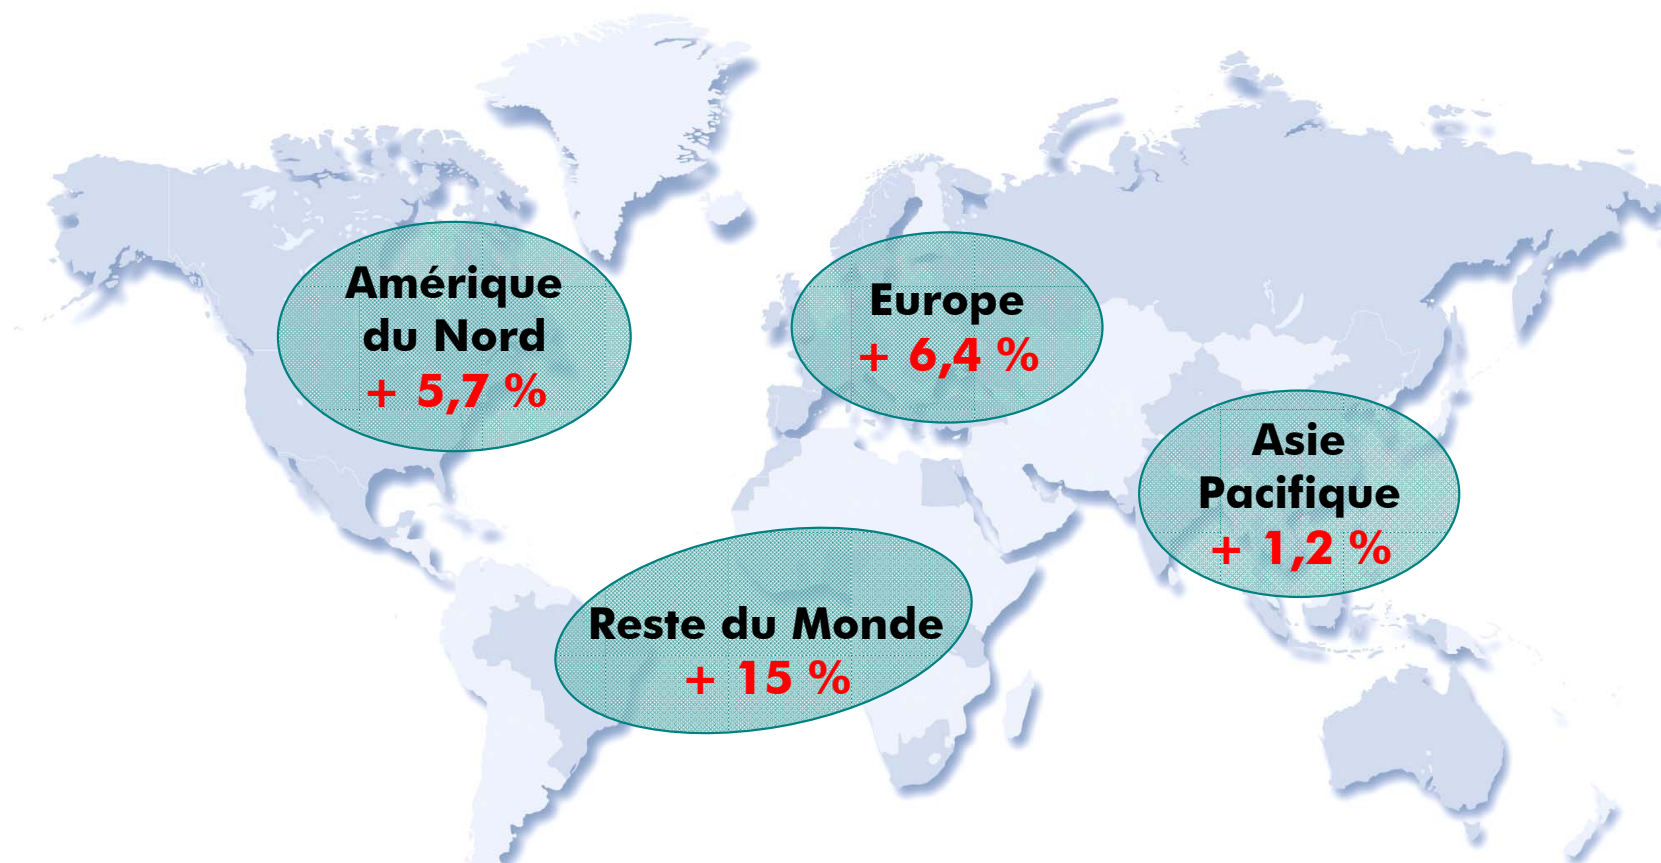 Amérique
du Nord
+ 5,7 %
Europe
+ 6,4 %
Asie
Pacifique
+ 1,2 %
Reste du Monde
+ 15 %